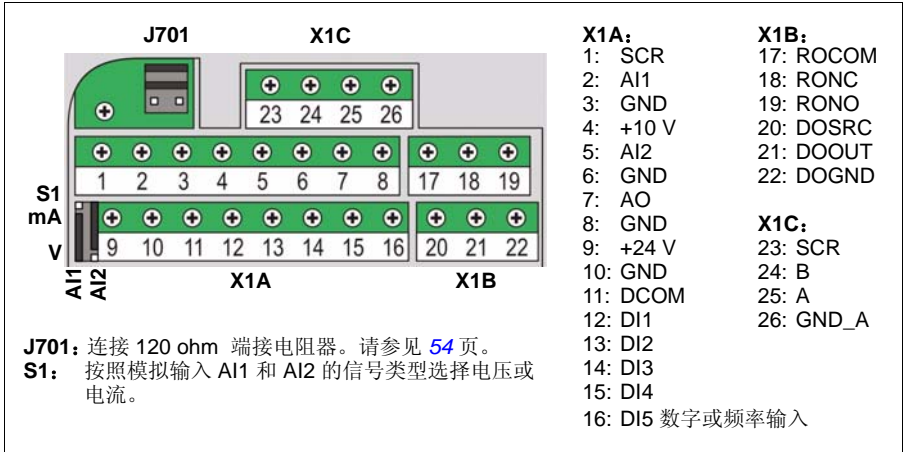 J701 X1C
23 24 25 26
1 2 3 4 5 6 7 8 17 18 19
S1
mA
V
9 10 11 12 13 14 15 16 20 21 22
AI1
AI2
X1A X1B
J701：连接 120 ohm 端接电阻器。请参见 54 页。
S1： 按照模拟输入 AI1 和 AI2 的信号类型选择电压或
电流。
X1A：
1: SCR
2: AI1
3: GND
4: +10 V
5: AI2
6: GND
7: AO
8: GND
9: +24 V
10: GND
11: DCOM
12: DI1
13: DI2
14: DI3
15: DI4
16: DI5 数字或频率输入
X1B：
17: ROCOM
18: RONC
19: RONO
20: DOSRC
21: DOOUT
22: DOGND
X1C：
23: SCR
24: B
25: A
26: GND_A